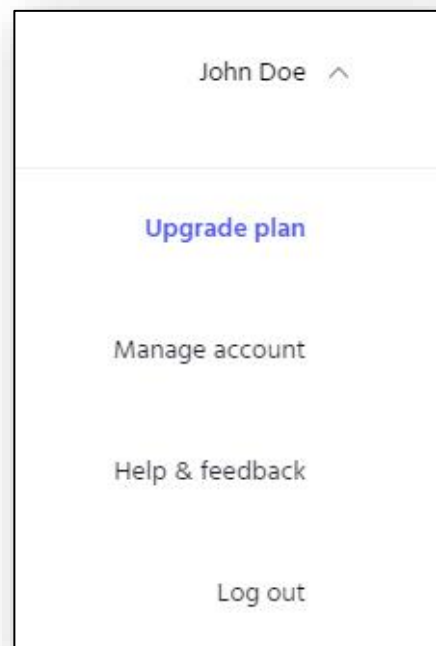 John Doe
Upgrade plan
Manage account
Help & feedback
Log out